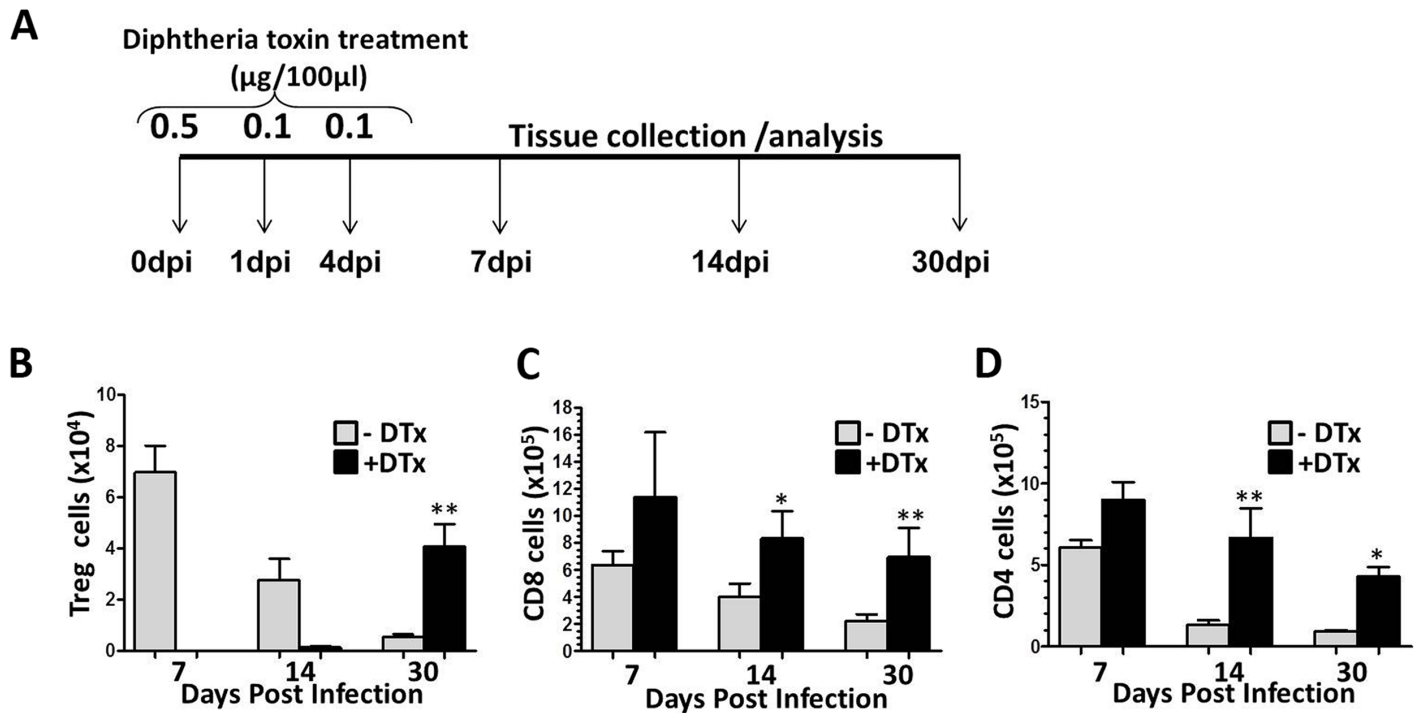 A
Diphtheria toxin treatment
(µg/100µl)
0.5 0.1 0.1
Tissue collection /analysis
0dpi 1dpi 4dpi 7dpi 14dpi 30dpi
B
Treg cells (x10⁴)
10
8
6
4
2
0
- DTx
+DTx
**
7 14 30
Days Post Infection
C
CD8 cells (x10⁵)
18
16
14
12
10
8
6
4
2
0
- DTx
+DTx
*
**
7 14 30
Days Post Infection
D
CD4 cells (x10⁵)
15
10
5
0
- DTx
+DTx
**
*
7 14 30
Days Post Infection